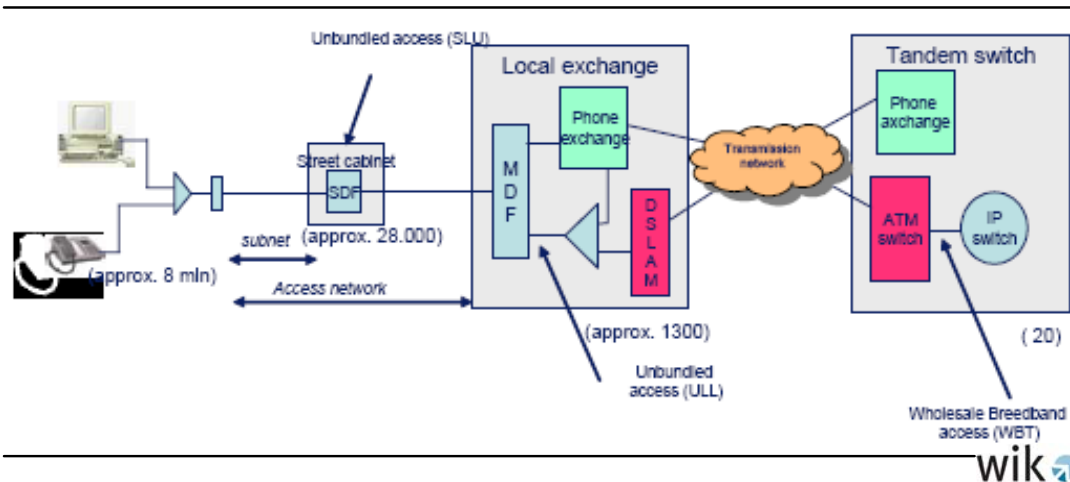 Unbundled access (SLU)
Local exchange
Tandem switch
Phone
exchange
Phone
axchange
Transmission
network
Street cabinet
SDF
M
D
F
D
S
L
A
M
ATM
switch
IP
switch
subnet
(approx. 28.000)
(approx. 8 mln)
Access network
(approx. 1300)
( 20)
Unbundled
access (ULL)
Wholesale Breedband
access (WBT)
wik